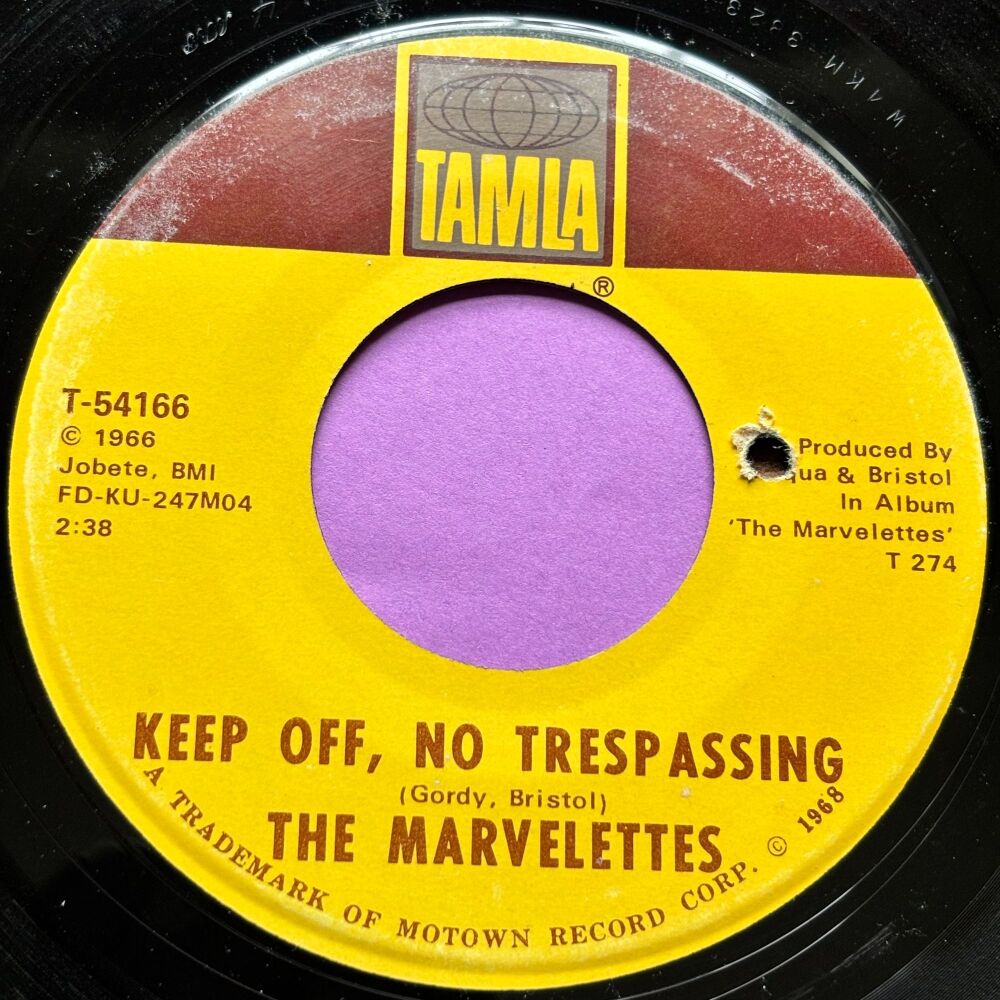 TAMLA
®
T-54166
© 1966
Jobete, BMI
FD-KU-247M04
2:38
Produced By
qua & Bristol
In Album
'The Marvelettes'
T 274
KEEP OFF, NO TRESPASSING
(Gordy, Bristol)
THE MARVELETTES
A TRADEMARK OF MOTOWN RECORD CORP. © 1968